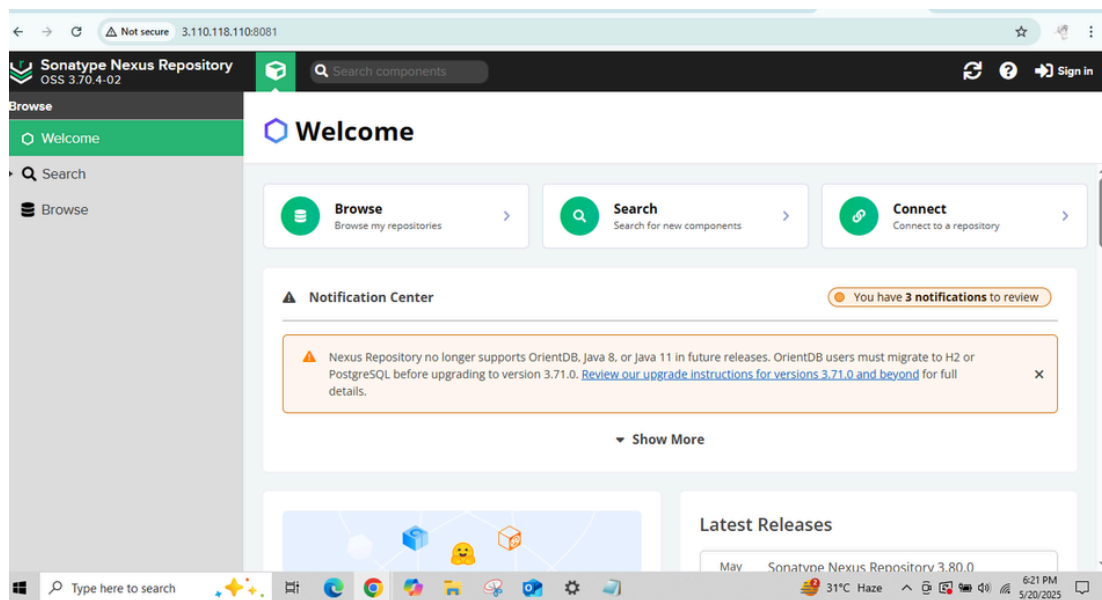 Not secure 3.110.118.110:8081
Sonatype Nexus Repository
OSS 3.70.4-02
Search components
Sign in
Browse
Welcome
Search
Browse
Welcome
Browse
Browse my repositories
Search
Search for new components
Connect
Connect to a repository
Notification Center
You have 3 notifications to review
Nexus Repository no longer supports OrientDB, Java 8, or Java 11 in future releases. OrientDB users must migrate to H2 or
PostgreSQL before upgrading to version 3.71.0. Review our upgrade instructions for versions 3.71.0 and beyond for full
details.
Show More
Latest Releases
May Sonatype Nexus Repository 3.80.0
Type here to search
31°C Haze
6:21 PM
5/20/2025